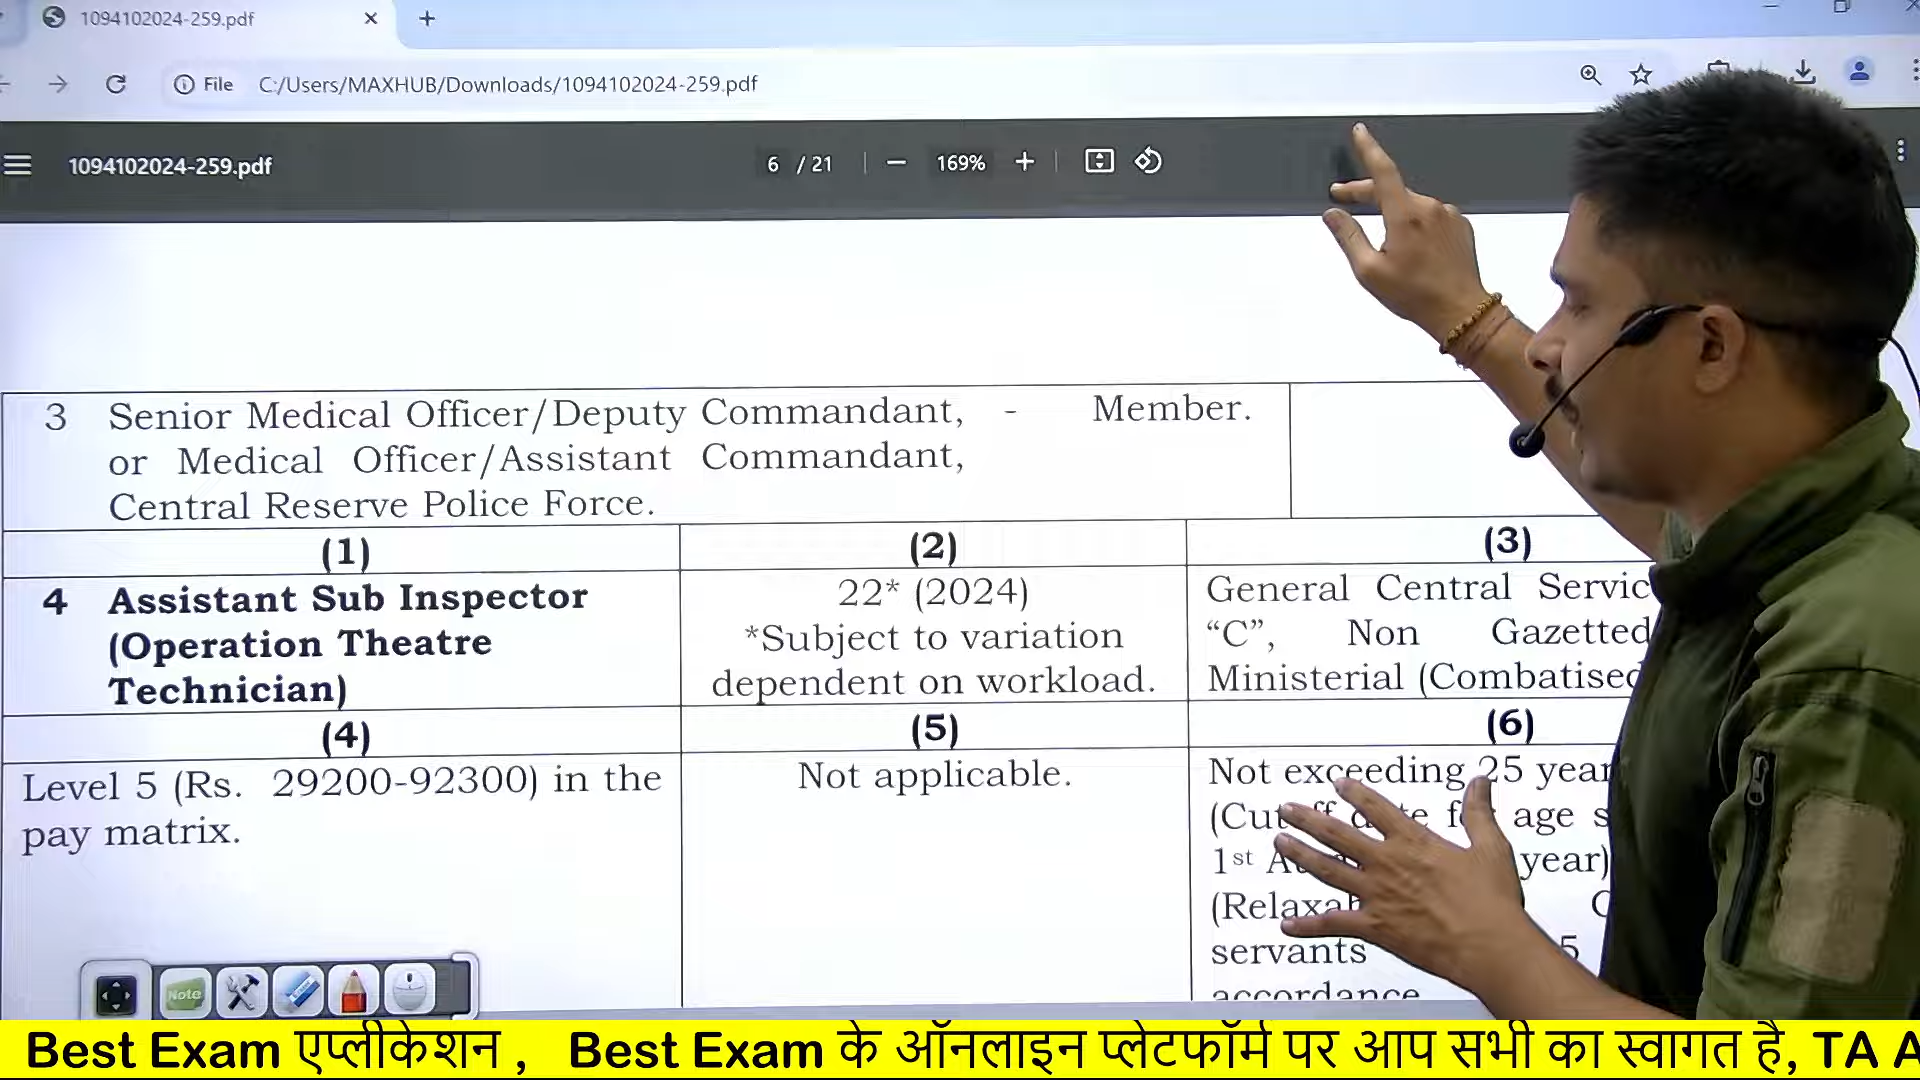 1094102024-259.pdf
File C:/Users/MAXHUB/Downloads/1094102024-259.pdf
1094102024-259.pdf 6 / 21 169%
3 Senior Medical Officer/Deputy Commandant, - Member.
or Medical Officer/Assistant Commandant,
Central Reserve Police Force.
(1) (2) (3)
4 Assistant Sub Inspector
(Operation Theatre
Technician)
22* (2024)
*Subject to variation
dependent on workload.
General Central
“C”, Non Gazetted
Ministerial (Combatised
(4) (5) (6)
Level 5 (Rs. 29200-92300) in the
pay matrix.
Not applicable.
Not exceeding 25
age
1st year)
servants 5
accordance
Note
Best Exam एप्लीकेशन , Best Exam के ऑनलाइन प्लेटफॉर्म पर आप सभी का स्वागत है, TA A